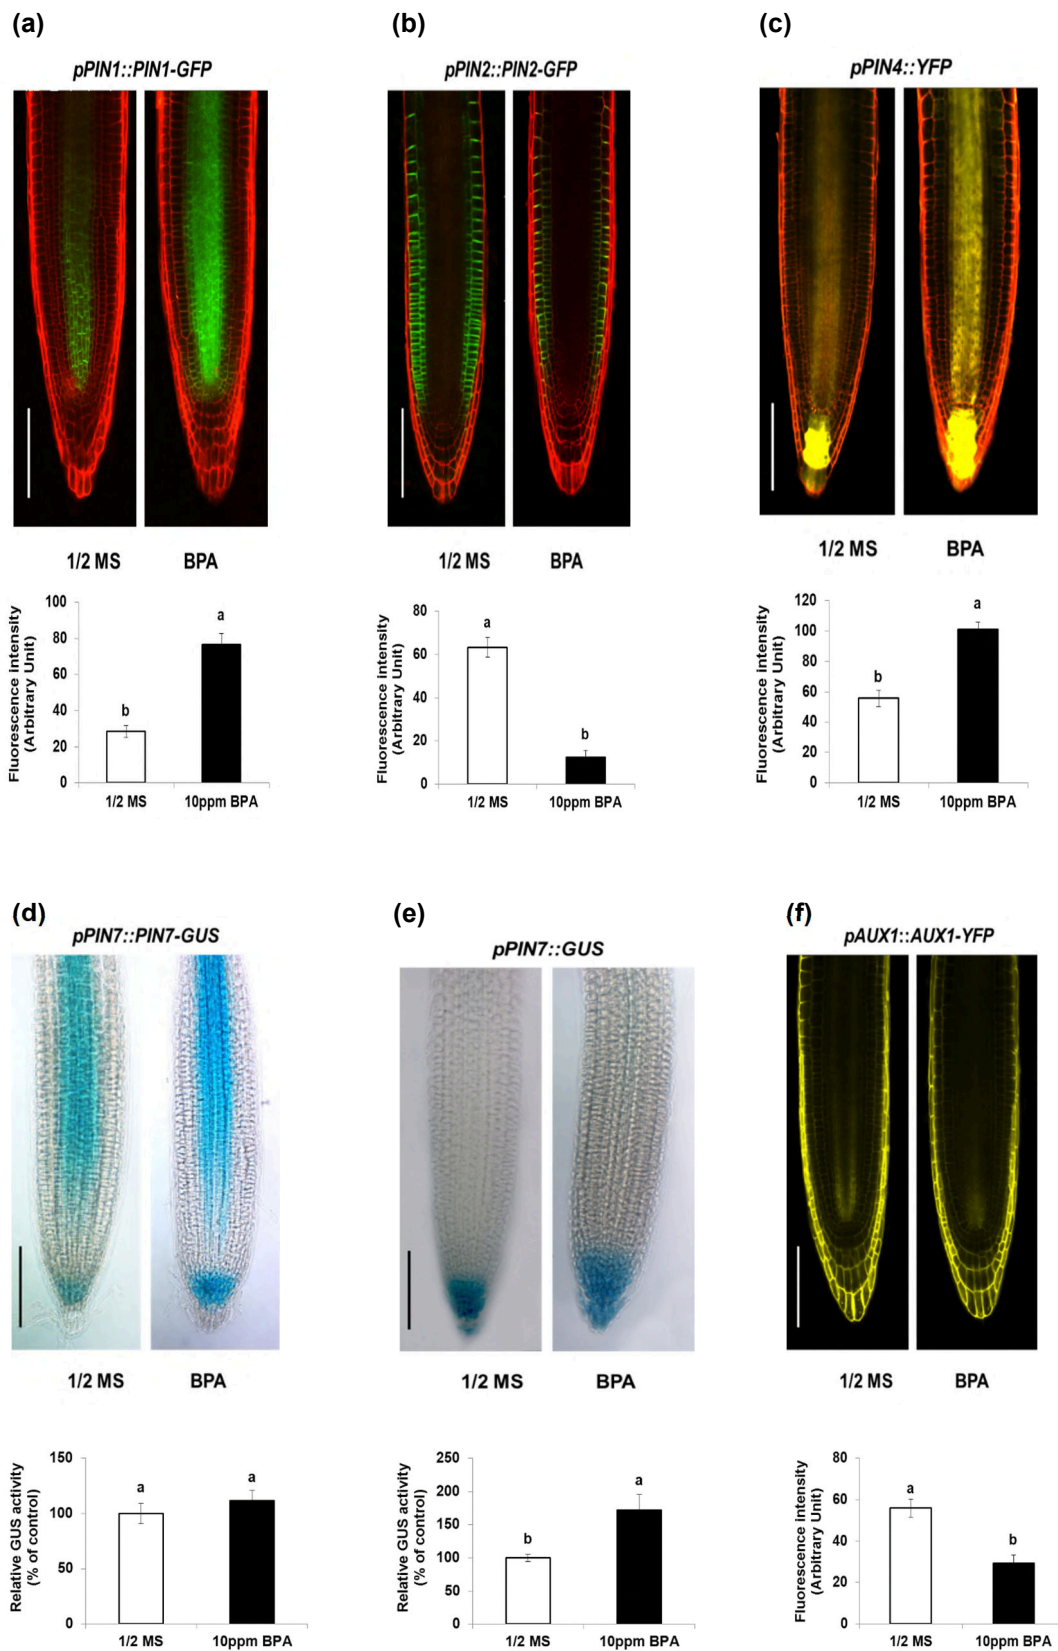 (a)
pPIN1::PIN1-GFP
1/2 MS BPA
Fluorescence intensity
(Arbitrary Unit)
100
80
60
40
20
0
b
a
1/2 MS 10ppm BPA
(b)
pPIN2::PIN2-GFP
1/2 MS BPA
Fluorescence intensity
(Arbitrary Unit)
80
60
40
20
0
a
b
1/2 MS 10ppm BPA
(c)
pPIN4::YFP
1/2 MS BPA
Fluorescence intensity
(Arbitrary Unit)
120
100
80
60
40
20
0
b
a
1/2 MS 10ppm BPA
(d)
pPIN7::PIN7-GUS
1/2 MS BPA
Relative GUS activity
(% of control)
150
100
50
0
a
a
1/2 MS 10ppm BPA
(e)
pPIN7::GUS
1/2 MS BPA
Relative GUS activity
(% of control)
250
200
150
100
50
0
b
a
1/2 MS 10ppm BPA
(f)
pAUX1::AUX1-YFP
1/2 MS BPA
Fluorescence intensity
(Arbitrary Unit)
80
60
40
20
0
a
b
1/2 MS 10ppm BPA